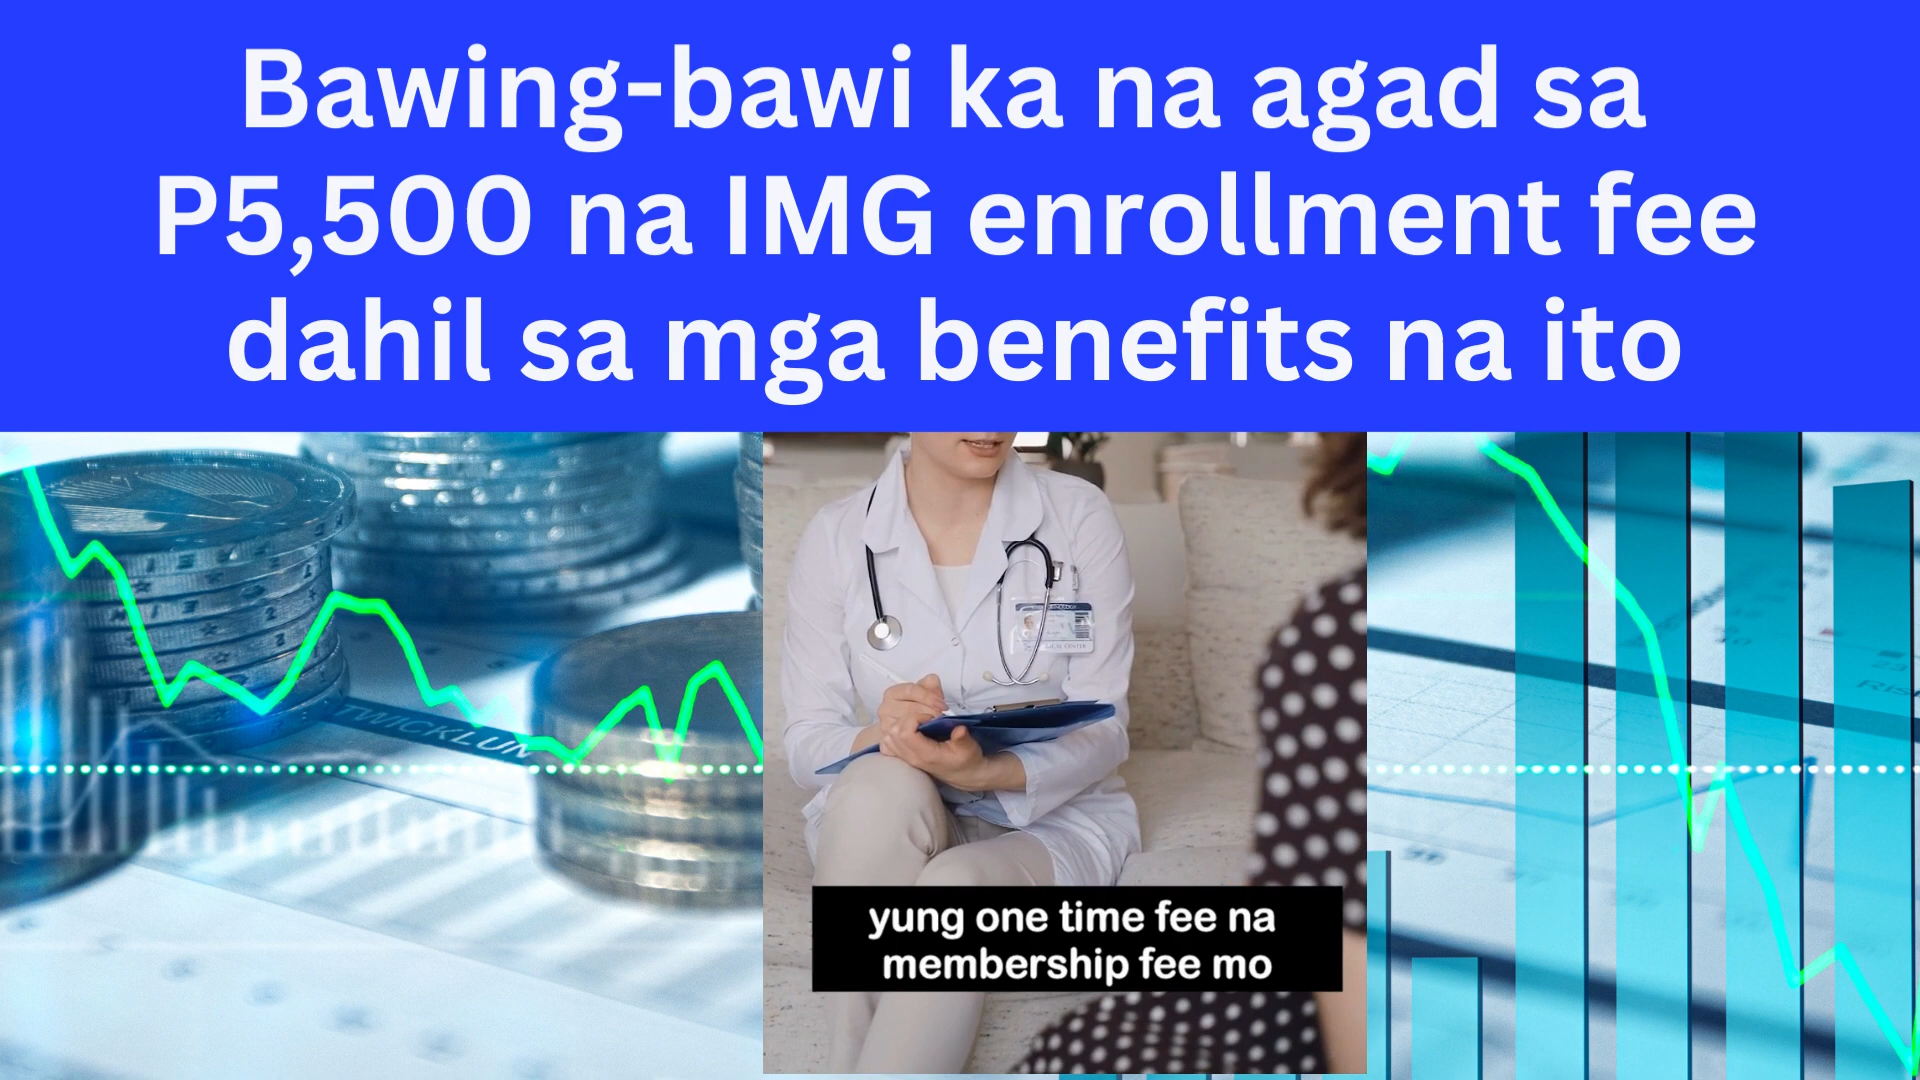 Bawing-bawi ka na agad sa
P5,500 na IMG enrollment fee
dahil sa mga benefits na ito
TWICKLUN
yung one time fee na
membership fee mo